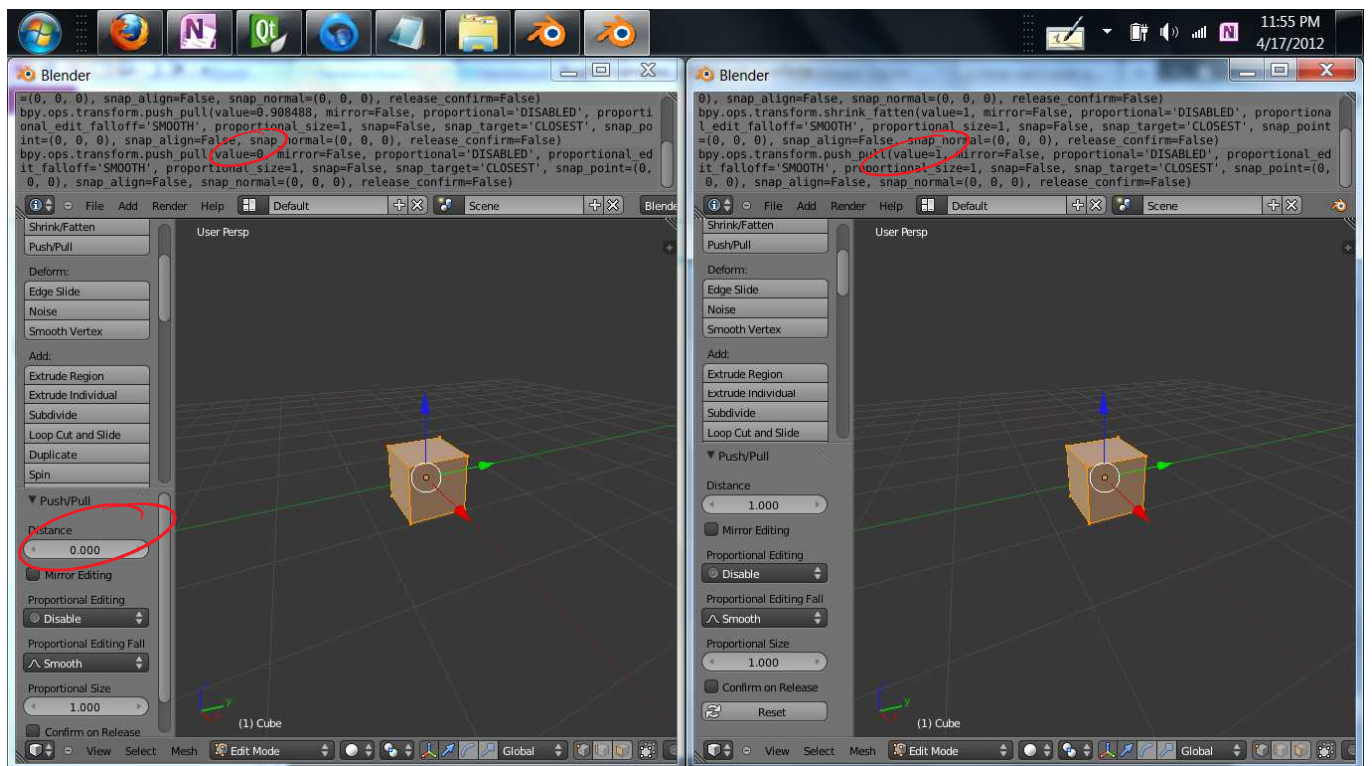 11:55 PM
4/17/2012
Blender
=(0, 0, 0), snap_align=False, snap_normal=(0, 0, 0), release_confirm=False)
bpy.ops.transform.push_pull(value=0.908488, mirror=False, proportional='DISABLED', proporti
onal_edit_falloff='SMOOTH', proportional_size=1, snap=False, snap_target='CLOSEST', snap_po
int=(0, 0, 0), snap_align=False, snap_normal=(0, 0, 0), release_confirm=False)
bpy.ops.transform.push_pull(value=0, mirror=False, proportional='DISABLED', proportional_ed
it_falloff='SMOOTH', proportional_size=1, snap=False, snap_target='CLOSEST', snap_point=(0,
0, 0), snap_align=False, snap_normal=(0, 0, 0), release_confirm=False)
File Add Render Help Default Scene Blende
Shrink/Fatten
Push/Pull
Deform:
Edge Slide
Noise
Smooth Vertex
Add:
Extrude Region
Extrude Individual
Subdivide
Loop Cut and Slide
Duplicate
Spin
Push/Pull
Distance
0.000
Mirror Editing
Proportional Editing
Disable
Proportional Editing Fall
Smooth
Proportional Size
1.000
Confirm on Release
User Persp
y
(1) Cube
View Select Mesh Edit Mode Global
Blender
0), snap_align=False, snap_normal=(0, 0, 0), release_confirm=False)
bpy.ops.transform.shrink_fatten(value=1, mirror=False, proportional='DISABLED', proportiona
l_edit_falloff='SMOOTH', proportional_size=1, snap=False, snap_target='CLOSEST', snap_point
=(0, 0, 0), snap_align=False, snap_normal=(0, 0, 0), release_confirm=False)
bpy.ops.transform.push_pull(value=1, mirror=False, proportional='DISABLED', proportional_ed
it_falloff='SMOOTH', proportional_size=1, snap=False, snap_target='CLOSEST', snap_point=(0,
0, 0), snap_align=False, snap_normal=(0, 0, 0), release_confirm=False)
File Add Render Help Default Scene
Shrink/Fatten
Push/Pull
Deform:
Edge Slide
Noise
Smooth Vertex
Add:
Extrude Region
Extrude Individual
Subdivide
Loop Cut and Slide
Push/Pull
Distance
1.000
Mirror Editing
Proportional Editing
Disable
Proportional Editing Fall
Smooth
Proportional Size
1.000
Confirm on Release
Reset
User Persp
y
(1) Cube
View Select Mesh Edit Mode Global